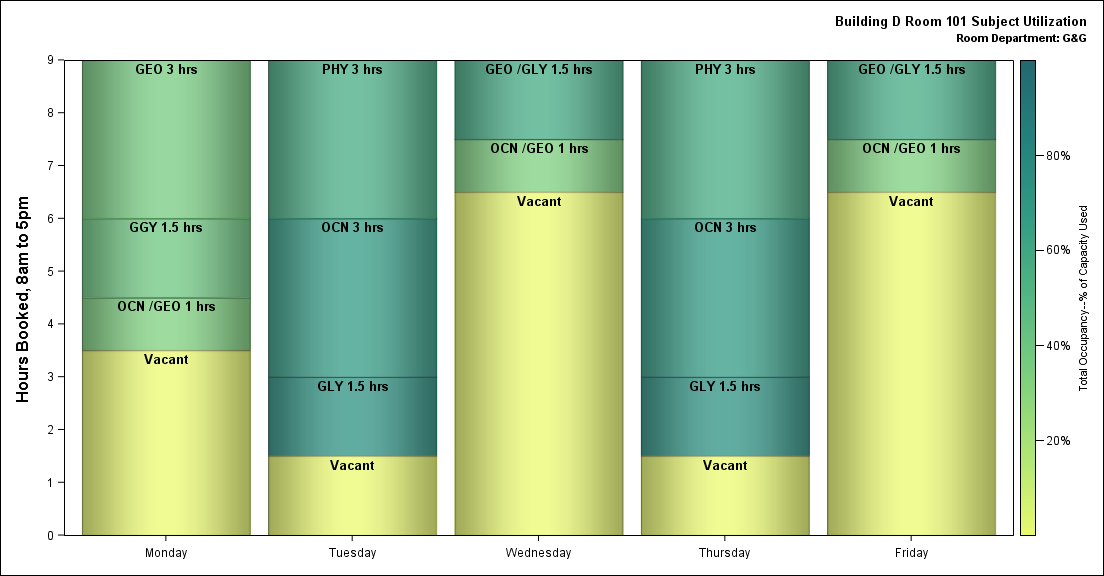 Building D Room 101 Subject Utilization
Room Department: G&G
Hours Booked, 8am to 5pm
9
8
7
6
5
4
3
2
1
0
GEO 3 hrs
GGY 1.5 hrs
OCN /GEO 1 hrs
Vacant
PHY 3 hrs
OCN 3 hrs
GLY 1.5 hrs
Vacant
GEO /GLY 1.5 hrs
OCN /GEO 1 hrs
Vacant
PHY 3 hrs
OCN 3 hrs
GLY 1.5 hrs
Vacant
GEO /GLY 1.5 hrs
OCN /GEO 1 hrs
Vacant
Monday
Tuesday
Wednesday
Thursday
Friday
80%
60%
40%
20%
Total Occupancy--% of Capacity Used